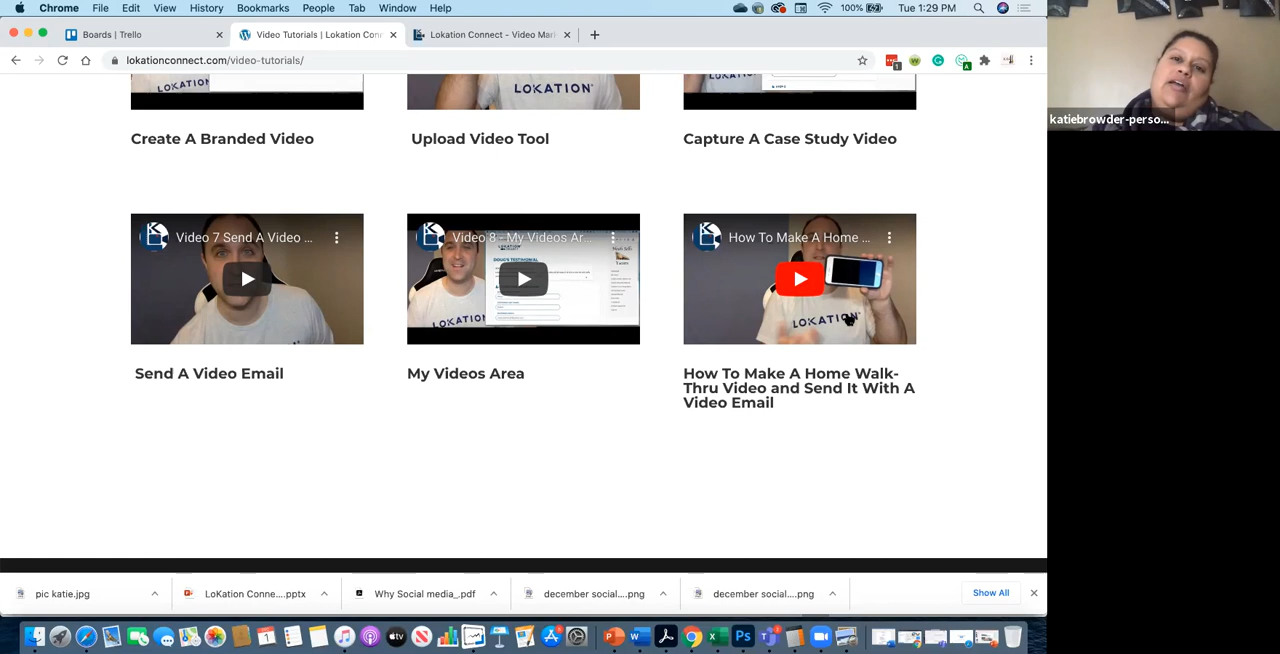 Chrome File Edit View History Bookmarks People Tab Window Help
100% Tue 1:29 PM
Boards | Trello
Video Tutorials | Lokation Conn
Lokation Connect - Video Mar
lokationconnect.com/video-tutorials/
katiebrowder-perso...
LOKATION
LOKATION
Create A Branded Video
Upload Video Tool
Capture A Case Study Video
Video 7 Send A Video ...
Video 8 - My Videos Ar...
How To Make A Home ...
DOUG'S TESTIMONIAL
LOKATION
LOKATION
LOKATION
Send A Video Email
My Videos Area
How To Make A Home Walk-
Thru Video and Send It With A
Video Email
pic katie.jpg
LoKation Conne....pptx
Why Social media_.pdf
december social....png
december social....png
Show All